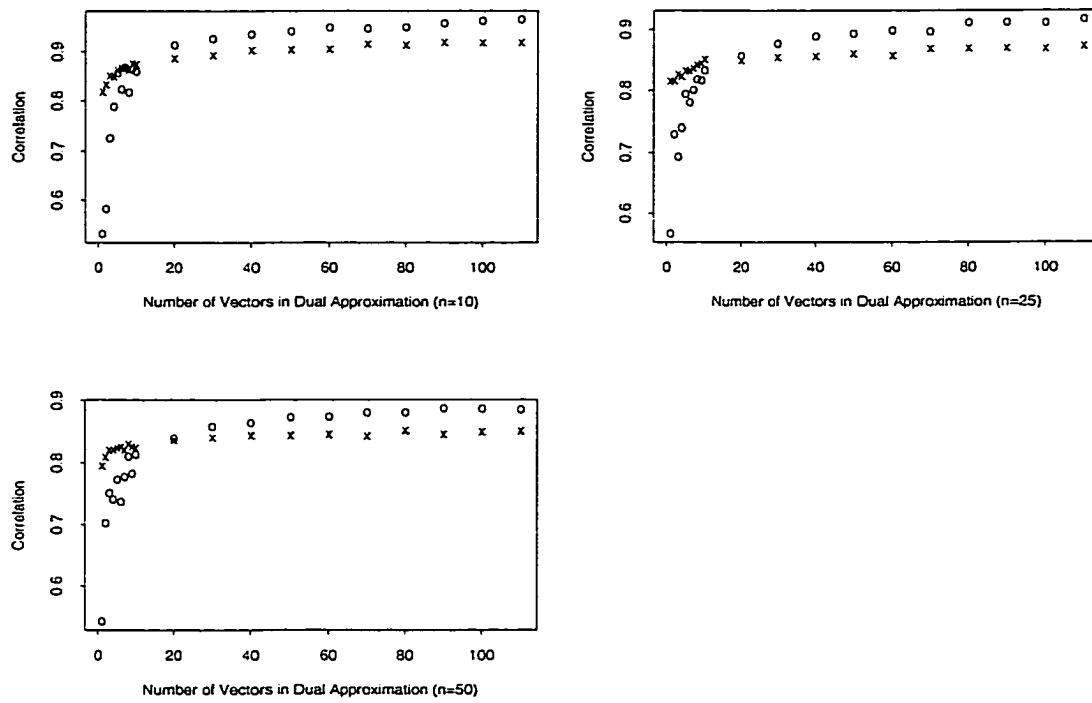 0.9
0.8
0.7
0.6
Correlation
0 20 40 60 80 100
Number of Vectors in Dual Approximation (n=10)
0.9
0.8
0.7
0.6
Correlation
0 20 40 60 80 100
Number of Vectors in Dual Approximation (n=25)
0.9
0.8
0.7
0.6
Correlation
0 20 40 60 80 100
Number of Vectors in Dual Approximation (n=50)